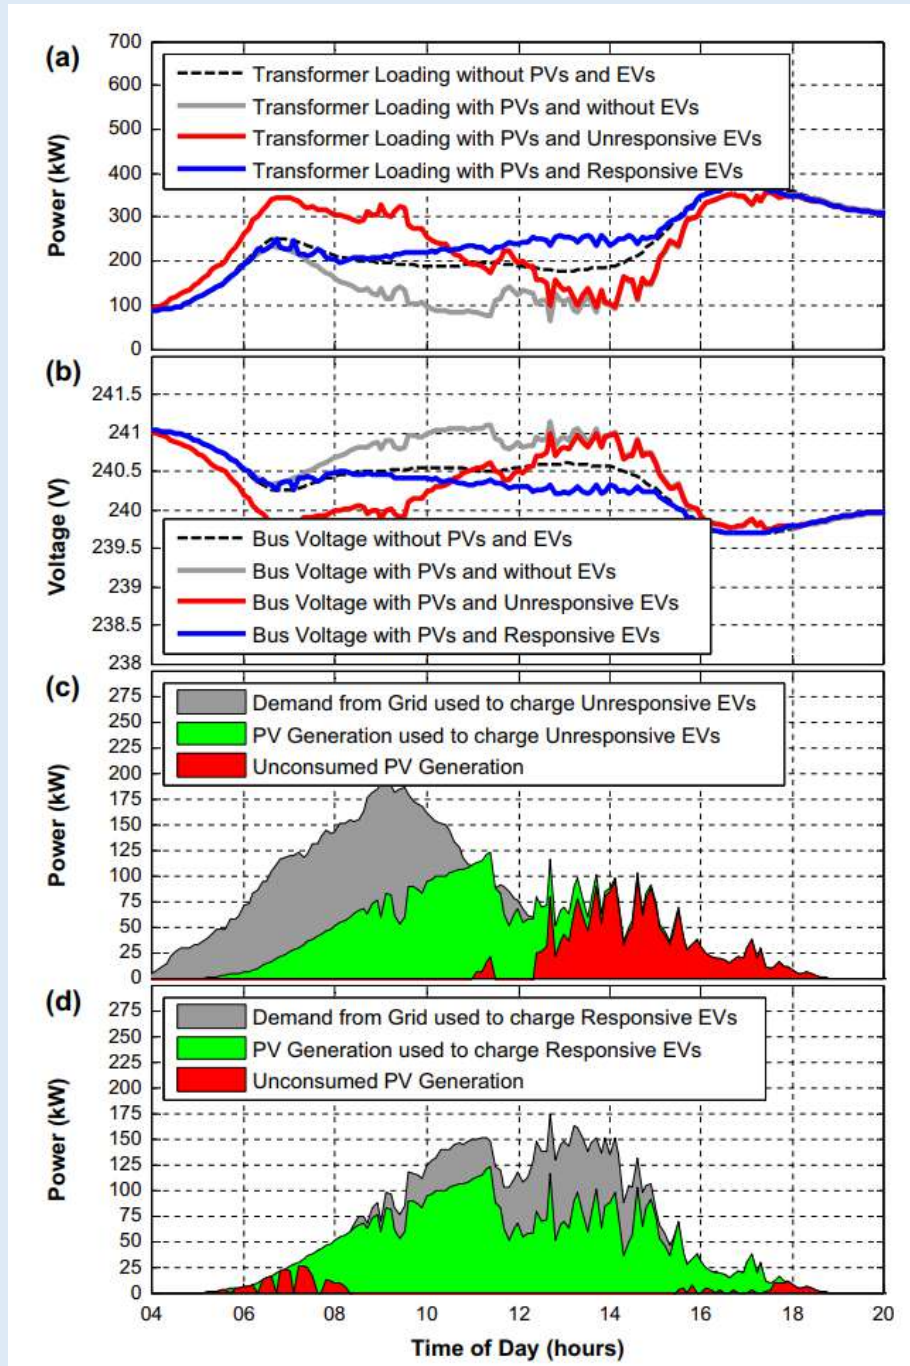 (a)
700
600
500
400
300
200
100
0
Power (kW)
Transformer Loading without PVs and EVs
Transformer Loading with PVs and without EVs
Transformer Loading with PVs and Unresponsive EVs
Transformer Loading with PVs and Responsive EVs
(b)
241.5
241
240.5
240
239.5
239
238.5
238
Voltage (V)
Bus Voltage without PVs and EVs
Bus Voltage with PVs and without EVs
Bus Voltage with PVs and Unresponsive EVs
Bus Voltage with PVs and Responsive EVs
(c)
275
250
225
200
175
150
125
100
75
50
25
0
Power (kW)
Demand from Grid used to charge Unresponsive EVs
PV Generation used to charge Unresponsive EVs
Unconsumed PV Generation
(d)
275
250
225
200
175
150
125
100
75
50
25
0
Power (kW)
Demand from Grid used to charge Responsive EVs
PV Generation used to charge Responsive EVs
Unconsumed PV Generation
04 06 08 10 12 14 16 18 20
Time of Day (hours)